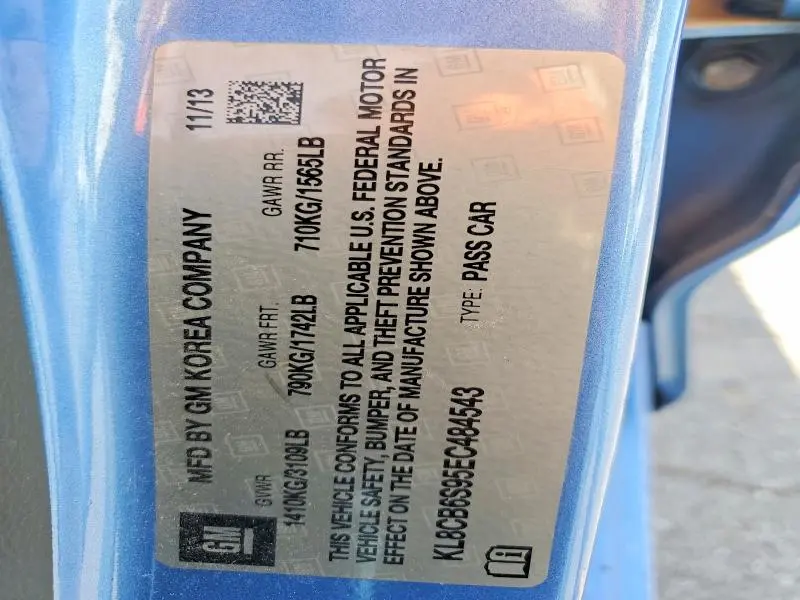 GM
MFD BY GM KOREA COMPANY 11/13
GVWR GAWR FRT. GAWR RR.
1410KG/3109LB 790KG/1742LB 710KG/1565LB
THIS VEHICLE CONFORMS TO ALL APPLICABLE U.S. FEDERAL MOTOR
VEHICLE SAFETY, BUMPER, AND THEFT PREVENTION STANDARDS IN
EFFECT ON THE DATE OF MANUFACTURE SHOWN ABOVE.
KL8CB6S95EC484543 TYPE: PASS CAR